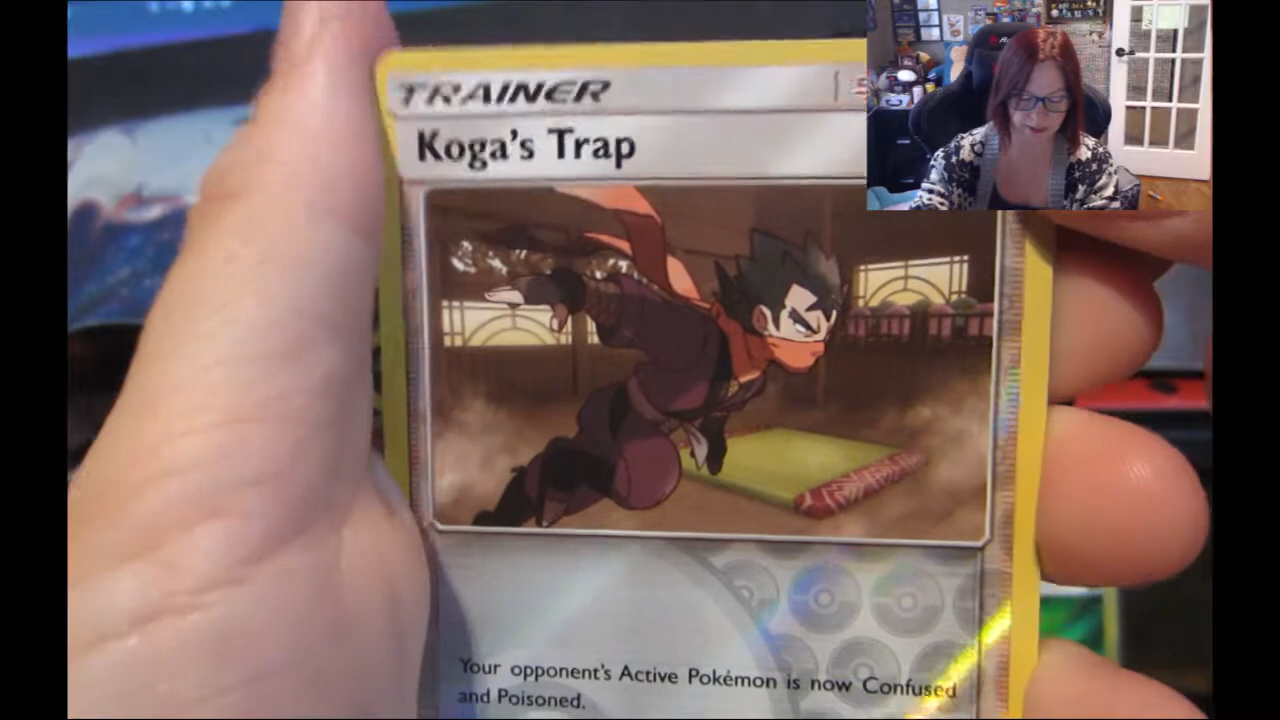 TRAINER
Koga's Trap
Your opponent's Active Pokémon is now Confused
and Poisoned.